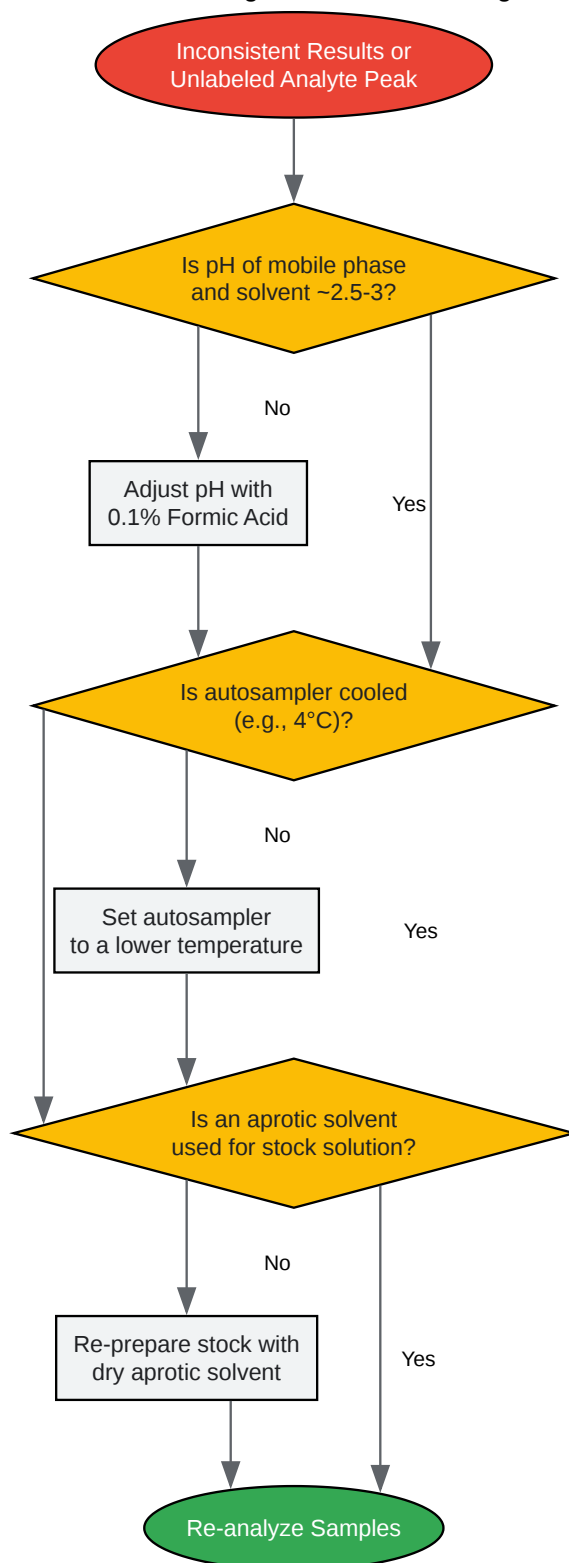 Inconsistent Results or
Unlabeled Analyte Peak
Is pH of mobile phase
and solvent ~2.5-3?
No
Adjust pH with
0.1% Formic Acid
Yes
Is autosampler cooled
(e.g., 4°C)?
No
Set autosampler
to a lower temperature
Yes
Is an aprotic solvent
used for stock solution?
No
Re-prepare stock with
dry aprotic solvent
Yes
Re-analyze Samples